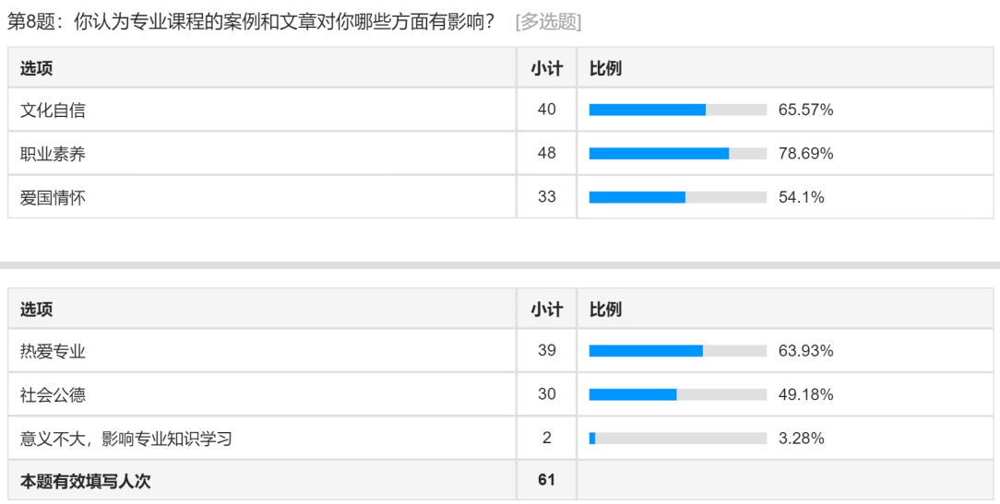 第8题：你认为专业课程的案例和文章对你哪些方面有影响？ [多选题]
选项 小计 比例
文化自信 40 65.57%
职业素养 48 78.69%
爱国情怀 33 54.1%
选项 小计 比例
热爱专业 39 63.93%
社会公德 30 49.18%
意义不大，影响专业知识学习 2 3.28%
本题有效填写人次 61